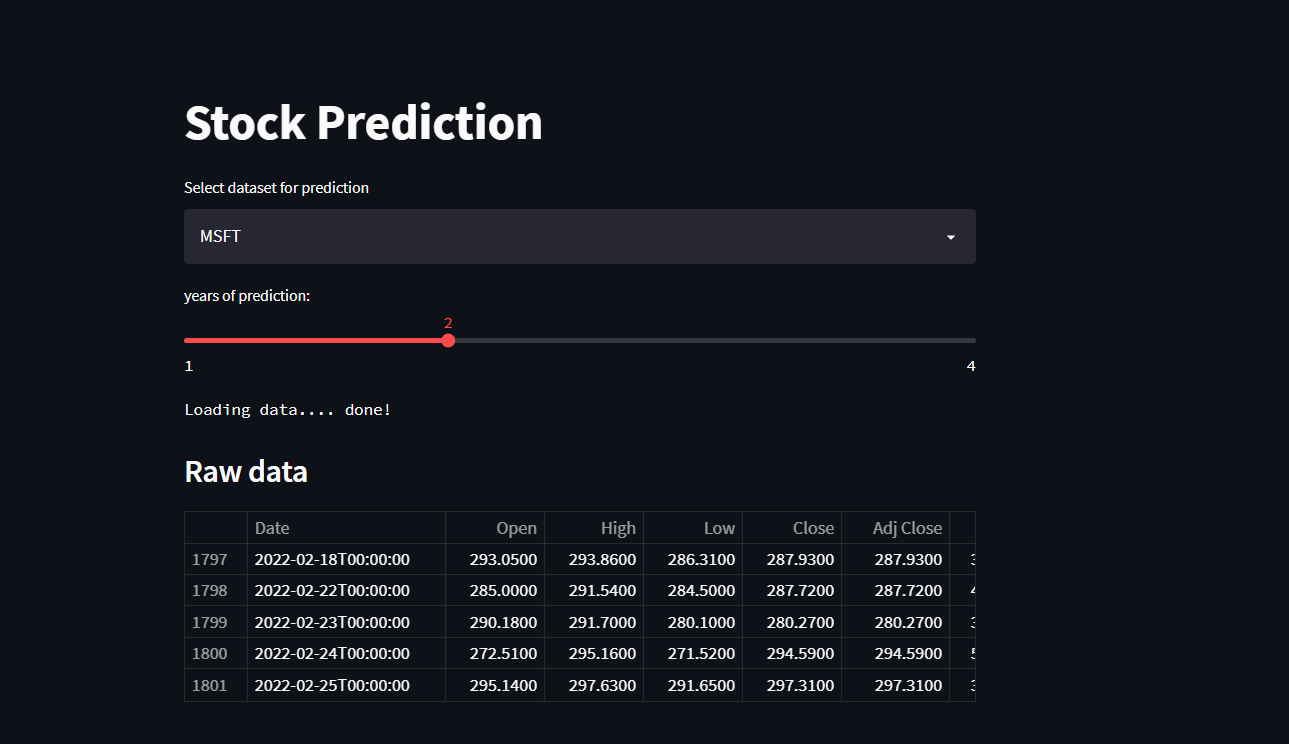 Stock Prediction
Select dataset for prediction
MSFT
years of prediction:
2
1 4
Loading data.... done!
Raw data
Date Open High Low Close Adj Close
1797 2022-02-18T00:00:00 293.0500 293.8600 286.3100 287.9300 287.9300
1798 2022-02-22T00:00:00 285.0000 291.5400 284.5000 287.7200 287.7200
1799 2022-02-23T00:00:00 290.1800 291.7000 280.1000 280.2700 280.2700
1800 2022-02-24T00:00:00 272.5100 295.1600 271.5200 294.5900 294.5900
1801 2022-02-25T00:00:00 295.1400 297.6300 291.6500 297.3100 297.3100